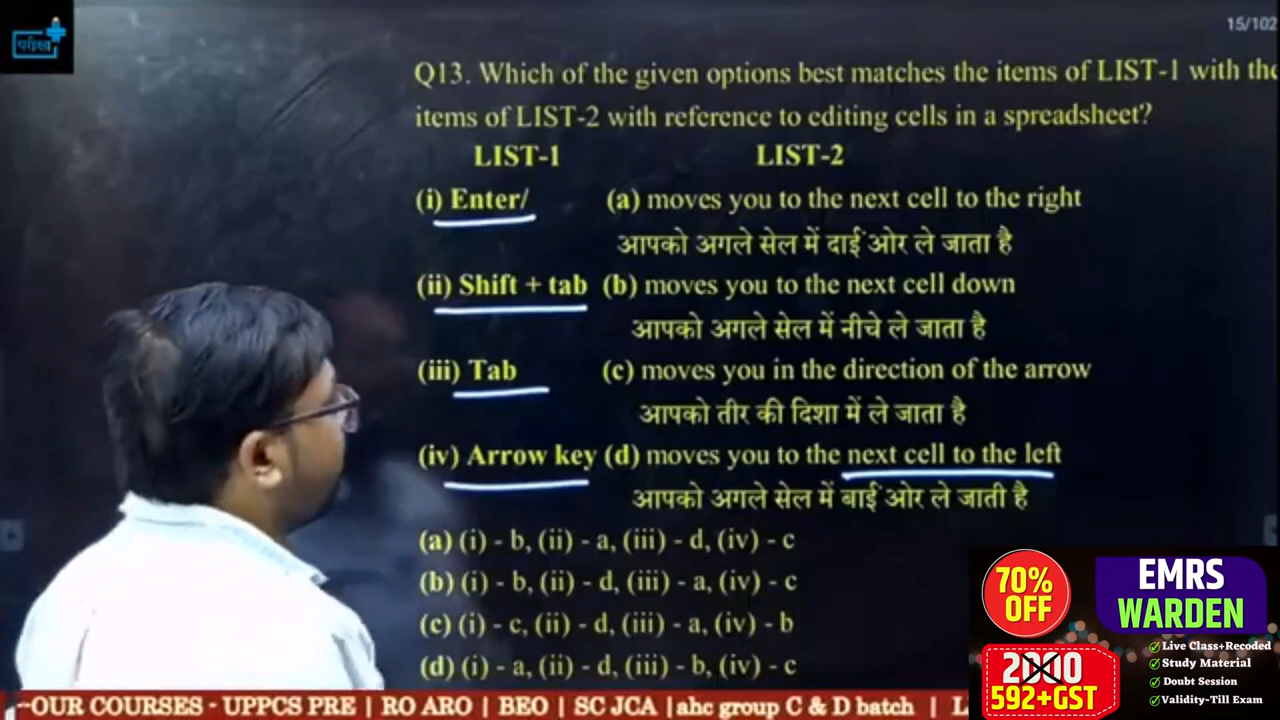 परीक्षा
15/102
Q13. Which of the given options best matches the items of LIST-1 with the
items of LIST-2 with reference to editing cells in a spreadsheet?
LIST-1 LIST-2
(i) Enter/ (a) moves you to the next cell to the right
आपको अगले सेल में दाईं ओर ले जाता है
(ii) Shift + tab (b) moves you to the next cell down
आपको अगले सेल में नीचे ले जाता है
(iii) Tab (c) moves you in the direction of the arrow
आपको तीर की दिशा में ले जाता है
(iv) Arrow key (d) moves you to the next cell to the left
आपको अगले सेल में बाईं ओर ले जाती है
(a) (i) - b, (ii) - a, (iii) - d, (iv) - c
(b) (i) - b, (ii) - d, (iii) - a, (iv) - c
(c) (i) - c, (ii) - d, (iii) - a, (iv) - b
(d) (i) - a, (ii) - d, (iii) - b, (iv) - c
70%
OFF
EMRS
WARDEN
2000
592+GST
Live Class+Recoded
Study Material
Doubt Session
Validity-Till Exam
--OUR COURSES - UPPCS PRE | RO ARO | BEO | SC JCA |ahc group C & D batch |